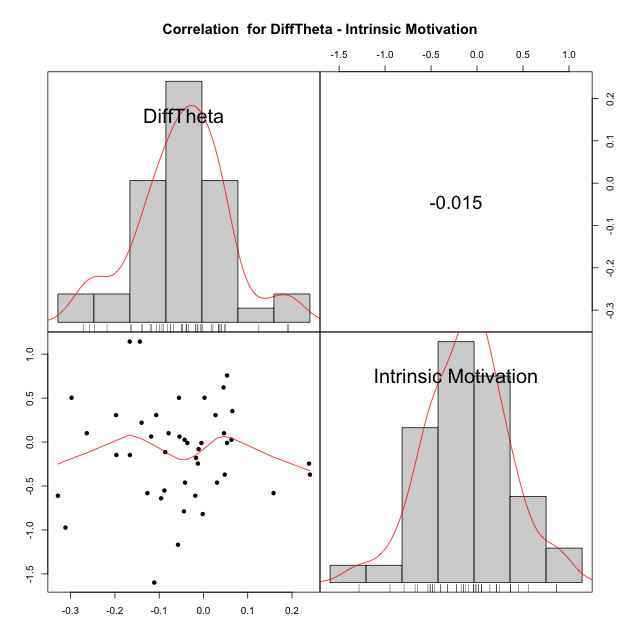 Correlation  for DiffTheta - Intrinsic Motivation
-1.5 -1.0 -0.5 0.0 0.5 1.0
DiffTheta
0.2
0.1
0.0
-0.1
-0.2
-0.3
-0.015
1.0
0.5
0.0
-0.5
-1.0
-1.5
Intrinsic Motivation
-0.3 -0.2 -0.1 0.0 0.1 0.2